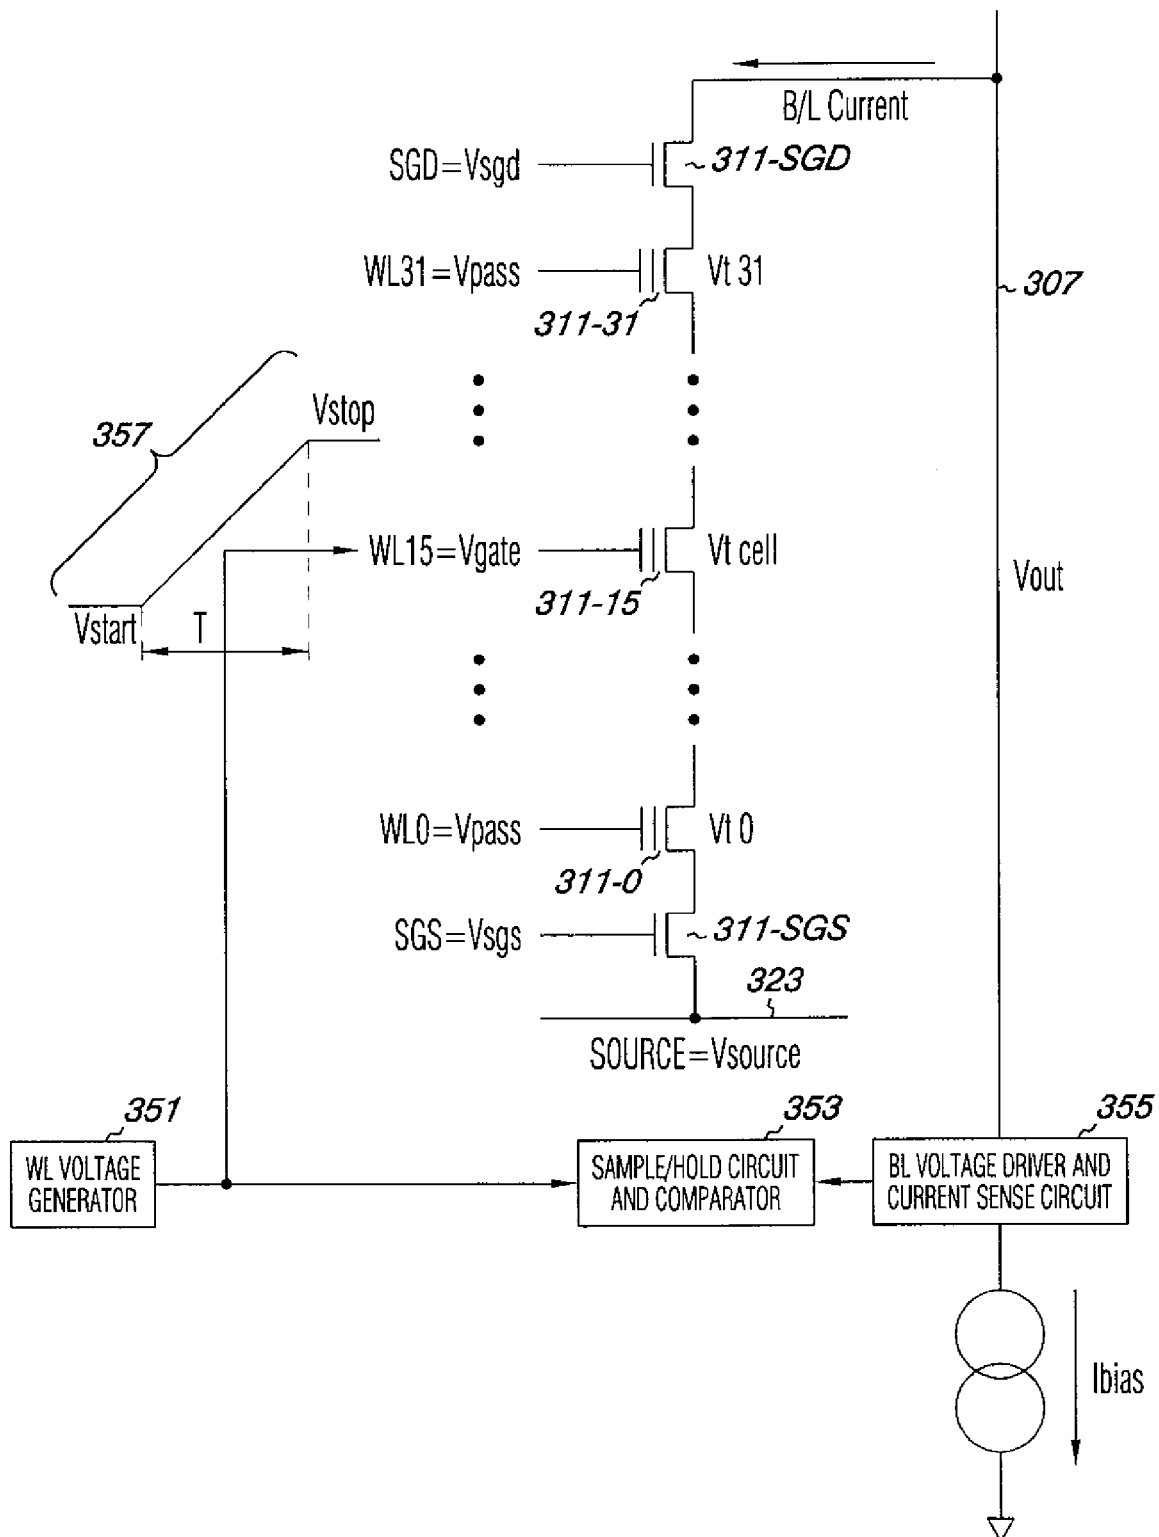 B/L Current
SGD=Vsgd
311-SGD
WL31=Vpass
Vt 31
307
311-31
357
Vstop
WL15=Vgate
Vt cell
Vout
311-15
Vstart
T
WL0=Vpass
Vt 0
311-0
SGS=Vsgs
311-SGS
323
SOURCE=Vsource
351
353
355
WL VOLTAGE
GENERATOR
SAMPLE/HOLD CIRCUIT
AND COMPARATOR
BL VOLTAGE DRIVER AND
CURRENT SENSE CIRCUIT
Ibias